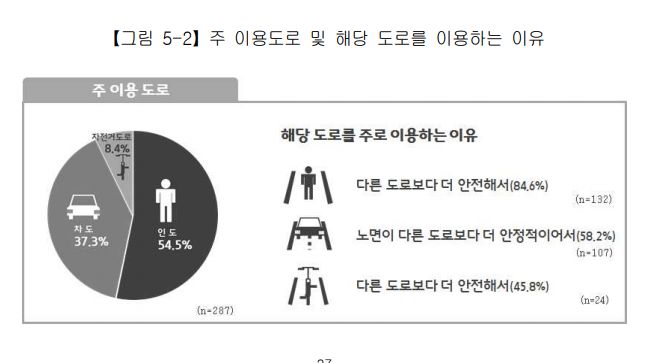 【그림 5-2】 주 이용도로 및 해당 도로를 이용하는 이유
주 이용 도로
해당 도로를 주로 이용하는 이유
자전거도로
8.4%
차 도
37.3%
인 도
54.5%
(n=287)
다른 도로보다 더 안전해서(84.6%)
(n=132)
노면이 다른 도로보다 더 안정적이어서(58.2%)
(n=107)
다른 도로보다 더 안전해서(45.8%)
(n=24)